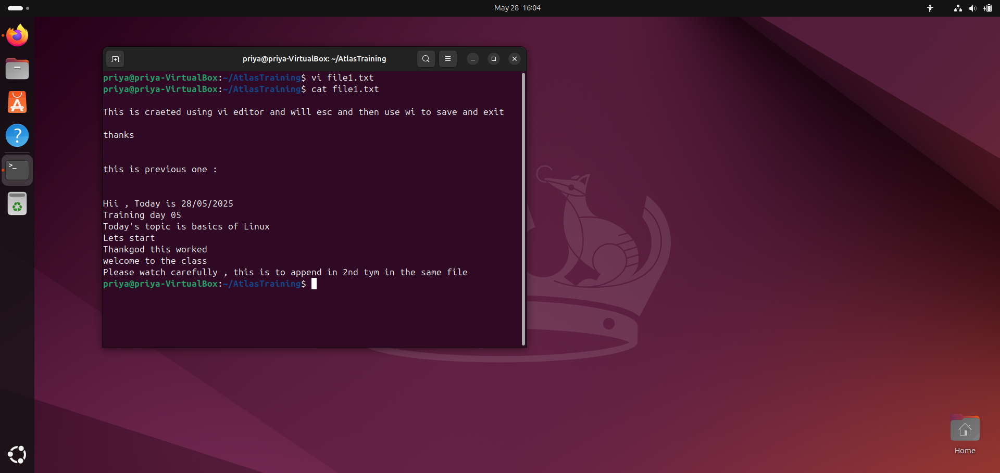 May 28 16:04
priya@priya-VirtualBox: ~/AtlasTraining
priya@priya-VirtualBox:~/AtlasTraining$ vi file1.txt
priya@priya-VirtualBox:~/AtlasTraining$ cat file1.txt
This is craeted using vi editor and will esc and then use wi to save and exit
thanks
this is previous one :
Hii , Today is 28/05/2025
Training day 05
Today's topic is basics of Linux
Lets start
Thankgod this worked
welcome to the class
Please watch carefully , this is to append in 2nd tym in the same file
priya@priya-VirtualBox:~/AtlasTraining$
Home